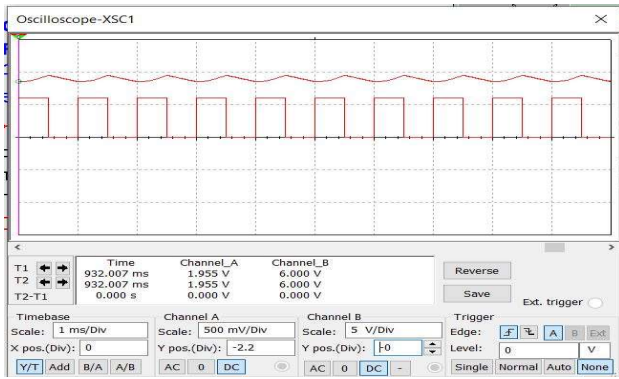 Oscilloscope-XSC1
Time Channel_A Channel_B
T1 932.007 ms 1.955 V 6.000 V
T2 932.007 ms 1.955 V 6.000 V
T2-T1 0.000 s 0.000 V 0.000 V
Reverse
Save
Ext. trigger
Timebase
Scale: 1 ms/Div
X pos.(Div): 0
Y/T Add B/A A/B
Channel A
Scale: 500 mV/Div
Y pos.(Div): -2.2
AC 0 DC
Channel B
Scale: 5 V/Div
Y pos.(Div): 0
AC 0 DC -
Trigger
Edge: A B Ext
Level: 0 V
Single Normal Auto None